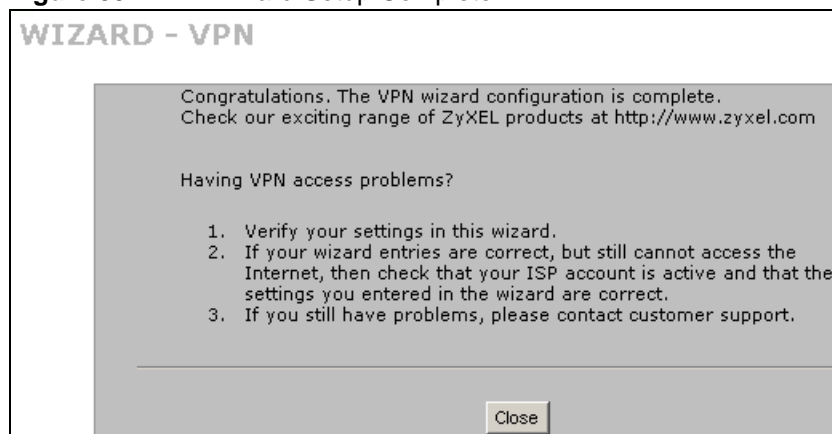 WIZARD - VPN
Congratulations. The VPN wizard configuration is complete.
Check our exciting range of ZyXEL products at http://www.zyxel.com
Having VPN access problems?
1. Verify your settings in this wizard.
2. If your wizard entries are correct, but still cannot access the
Internet, then check that your ISP account is active and that the
settings you entered in the wizard are correct.
3. If you still have problems, please contact customer support.
Close